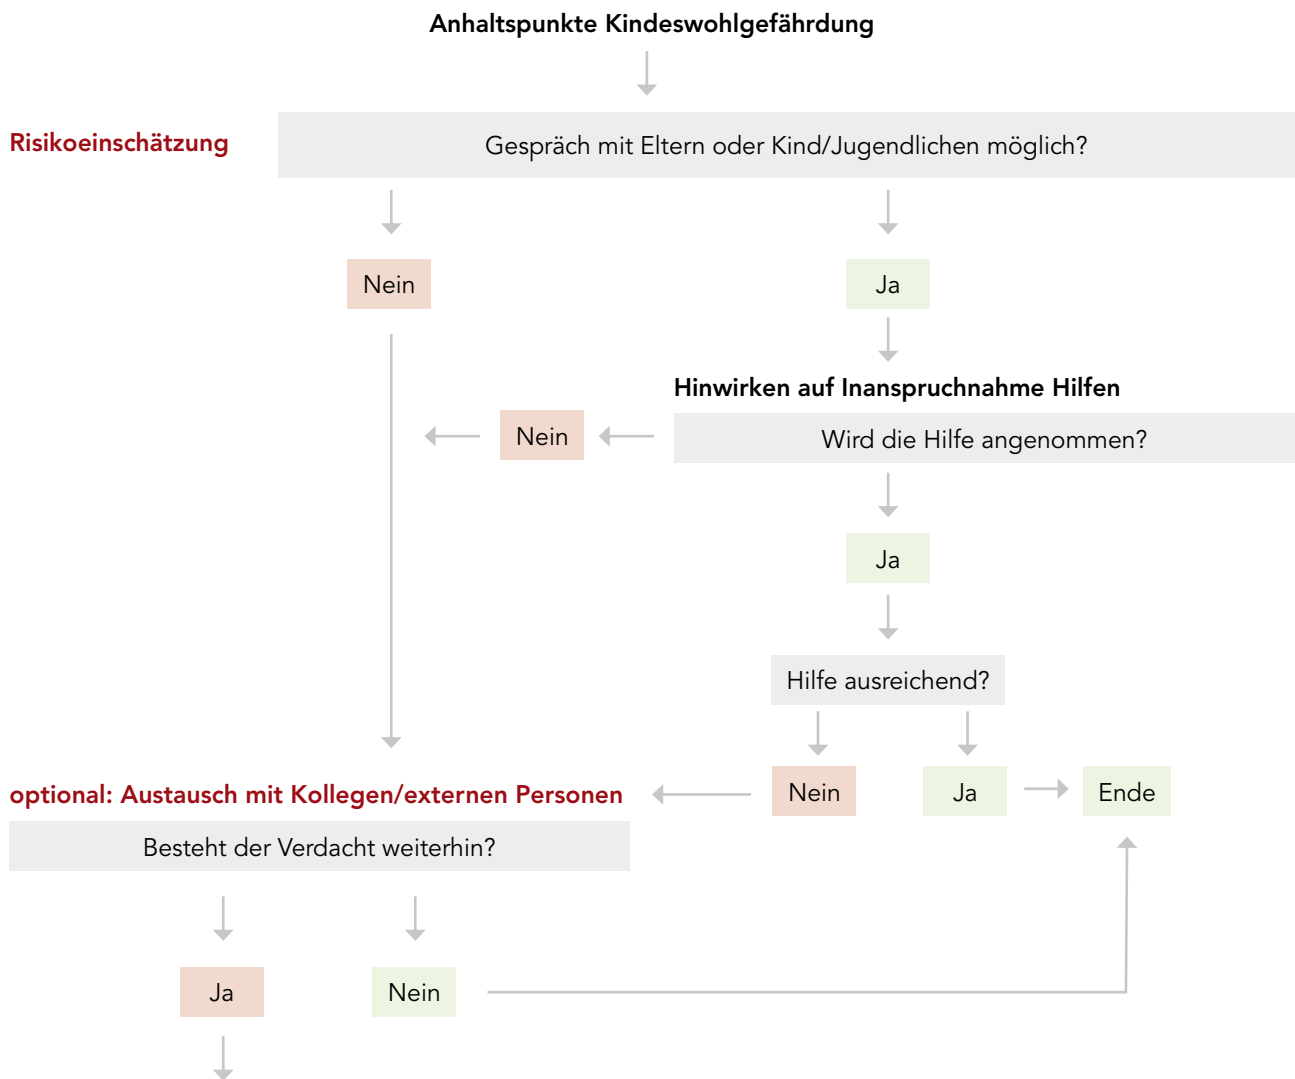 Anhaltspunkte Kindeswohlgefährdung
Risikoeinschätzung
Gespräch mit Eltern oder Kind/Jugendlichen möglich?
Nein
Ja
Hinwirken auf Inanspruchnahme Hilfen
Nein
Wird die Hilfe angenommen?
Ja
Hilfe ausreichend?
Nein
Ja
Ende
optional: Austausch mit Kollegen/externen Personen
Besteht der Verdacht weiterhin?
Ja
Nein